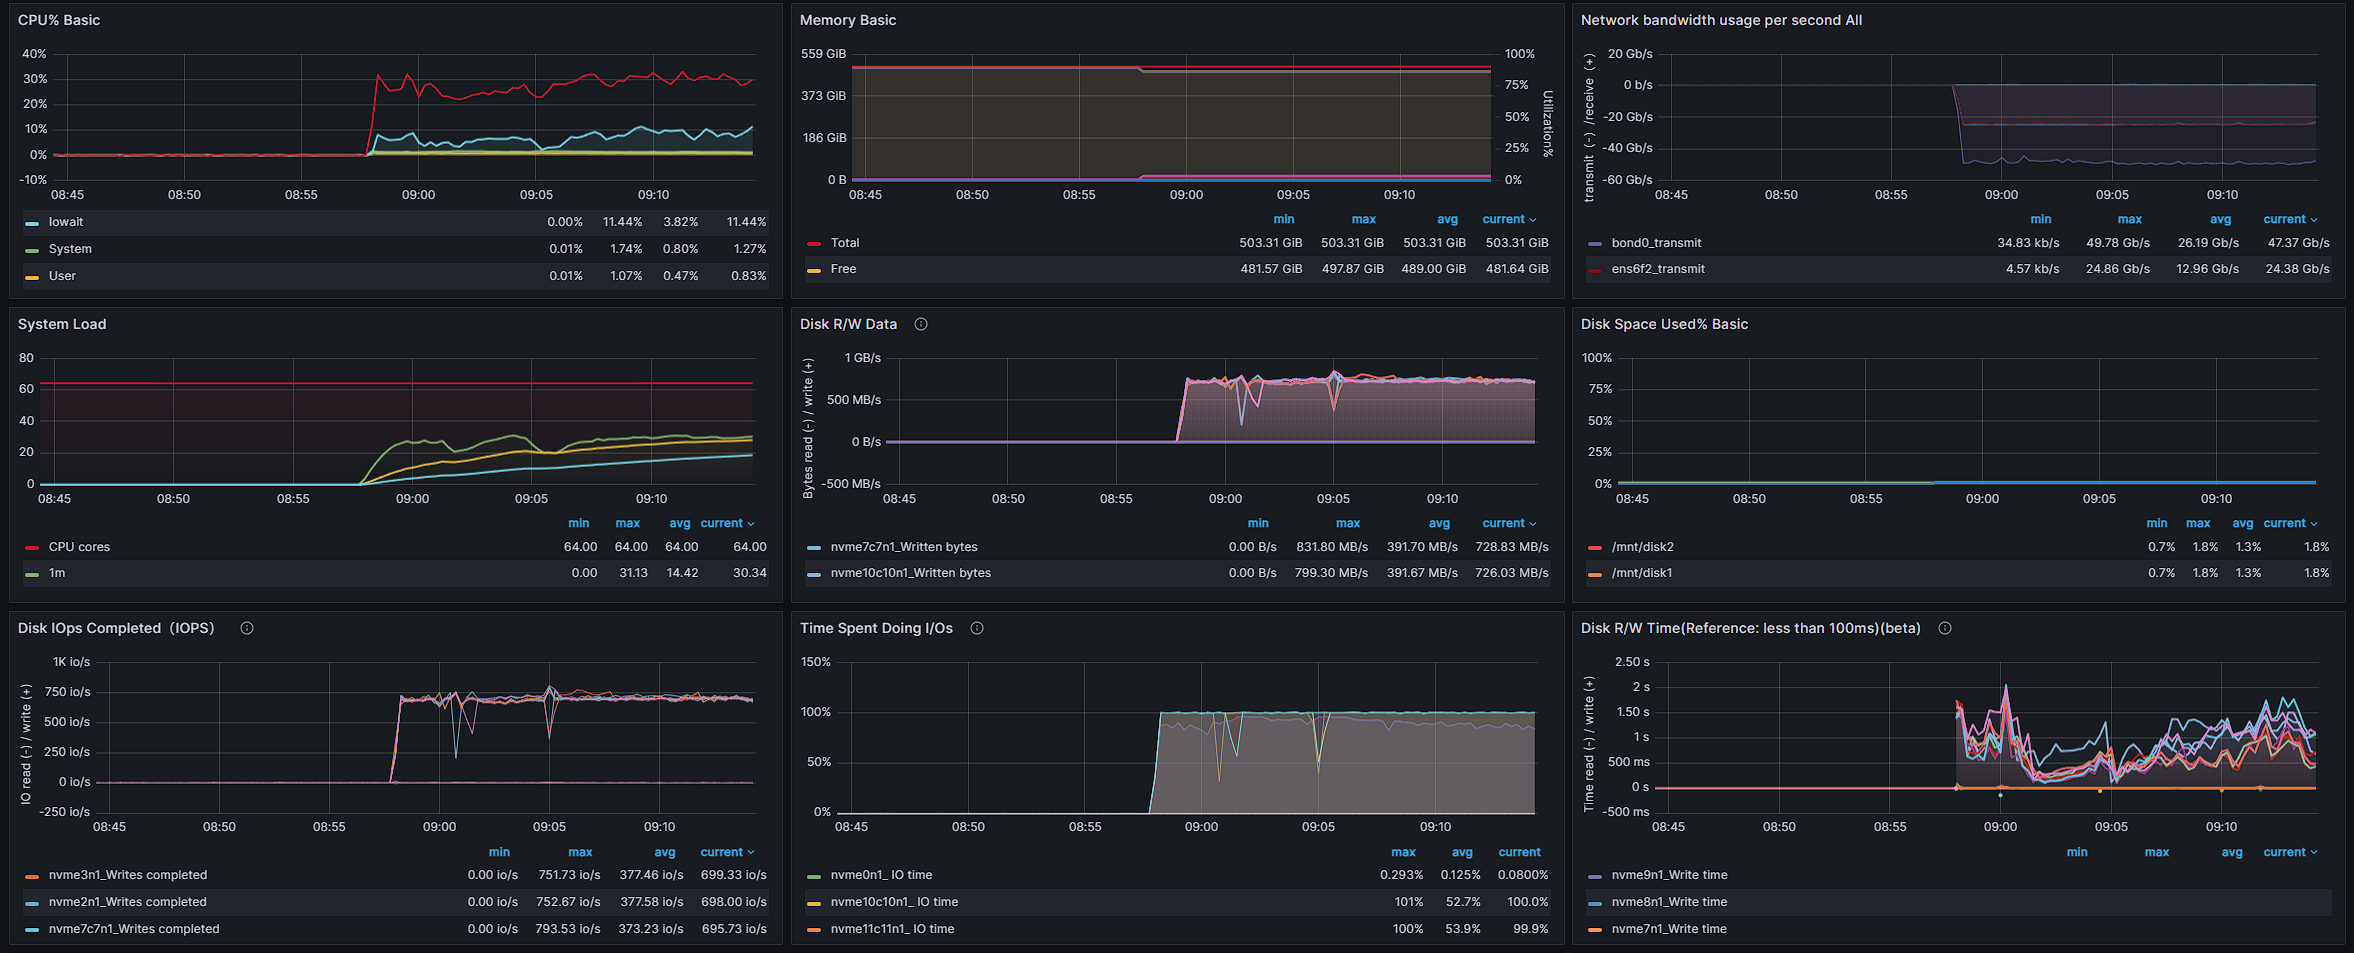 CPU% Basic
40%
30%
20%
10%
0%
-10%
08:45 08:50 08:55 09:00 09:05 09:10
Iowait 0.00% 11.44% 3.82% 11.44%
System 0.01% 1.74% 0.80% 1.27%
User 0.01% 1.07% 0.47% 0.83%
Memory Basic
559 GiB 100%
75%
373 GiB
50%
186 GiB
25%
0 B 0%
Utilization%
08:45 08:50 08:55 09:00 09:05 09:10
min max avg current
Total 503.31 GiB 503.31 GiB 503.31 GiB 503.31 GiB
Free 481.57 GiB 497.87 GiB 489.00 GiB 481.64 GiB
Network bandwidth usage per second All
transmit (-) /receive (+)
20 Gb/s
0 b/s
-20 Gb/s
-40 Gb/s
-60 Gb/s
08:45 08:50 08:55 09:00 09:05 09:10
min max avg current
bond0_transmit 34.83 kb/s 49.78 Gb/s 26.19 Gb/s 47.37 Gb/s
ens6f2_transmit 4.57 kb/s 24.86 Gb/s 12.96 Gb/s 24.38 Gb/s
System Load
80
60
40
20
0
08:45 08:50 08:55 09:00 09:05 09:10
min max avg current
CPU cores 64.00 64.00 64.00 64.00
1m 0.00 31.13 14.42 30.34
Disk R/W Data
Bytes read (-) / write (+)
1 GB/s
500 MB/s
0 B/s
-500 MB/s
08:45 08:50 08:55 09:00 09:05 09:10
min max avg current
nvme7c7n1_Written bytes 0.00 B/s 831.80 MB/s 391.70 MB/s 728.83 MB/s
nvme10c10n1_Written bytes 0.00 B/s 799.30 MB/s 391.67 MB/s 726.03 MB/s
Disk Space Used% Basic
100%
75%
50%
25%
0%
08:45 08:50 08:55 09:00 09:05 09:10
min max avg current
/mnt/disk2 0.7% 1.8% 1.3% 1.8%
/mnt/disk1 0.7% 1.8% 1.3% 1.8%
Disk IOps Completed（IOPS）
IO read (-) / write (+)
1K io/s
750 io/s
500 io/s
250 io/s
0 io/s
-250 io/s
08:45 08:50 08:55 09:00 09:05 09:10
min max avg current
nvme3n1_Writes completed 0.00 io/s 751.73 io/s 377.46 io/s 699.33 io/s
nvme2n1_Writes completed 0.00 io/s 752.67 io/s 377.58 io/s 698.00 io/s
nvme7c7n1_Writes completed 0.00 io/s 793.53 io/s 373.23 io/s 695.73 io/s
Time Spent Doing I/Os
150%
100%
50%
0%
08:45 08:50 08:55 09:00 09:05 09:10
max avg current
nvme0n1_ IO time 0.293% 0.125% 0.0800%
nvme10c10n1_ IO time 101% 52.7% 100.0%
nvme11c11n1_ IO time 100% 53.9% 99.9%
Disk R/W Time(Reference: less than 100ms)(beta)
Time read (-) / write (+)
2.50 s
2 s
1.50 s
1 s
500 ms
0 s
-500 ms
08:45 08:50 08:55 09:00 09:05 09:10
min max avg current
nvme9n1_Write time
nvme8n1_Write time
nvme7n1_Write time